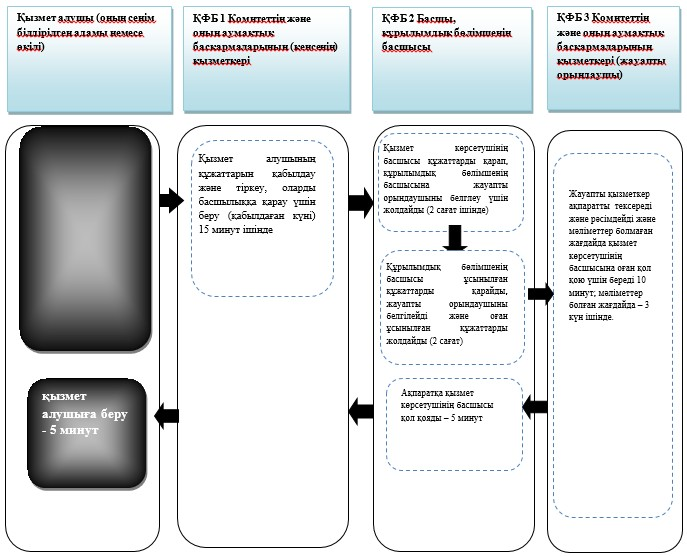 Қызмет алушы (оның сенім
білдірілген адамы немесе
өкілі)
ҚФБ 1 Комитеттің және
оның аумақтық
басқармаларының (кеңсенің)
қызметкері
ҚФБ 2 Басшы,
құрылымдық бөлімшенің
басшысы
ҚФБ 3 Комитеттің
және оның аумақтық
басқармаларының
қызметкері (жауапты
орындаушы)
Қызмет алушының
құжаттарын қабылдау
және тіркеу, оларды
басшылыққа қарау үшін
беру (қабылдаған күні)
15 минут ішінде
Қызмет көрсетушінің
басшысы құжаттарды қарап,
құрылымдық бөлімшенің
басшысына жауапты
орындаушыны белглеу үшін
жолдайды (2 сағат ішінде)
Құрылымдық бөлімшенің
басшысы ұсынылған
құжаттарды қарайды,
жауапты орындаушыны
белгілейді және оған
ұсынылған құжаттарды
жолдайды (2 сағат)
Жауапты қызметкер
ақпаратты тексереді
және рәсімдейді және
мәліметтер болмаған
жағдайда қызмет
көрсетушінің
басшысына оған қол
қою үшін береді 10
минут; мәліметтер
болған жағдайда – 3
күн ішінде.
Ақпаратқа қызмет
көрсетушінің басшысы
қол қояды – 5 минут
қызмет
алушыға беру
- 5 минут